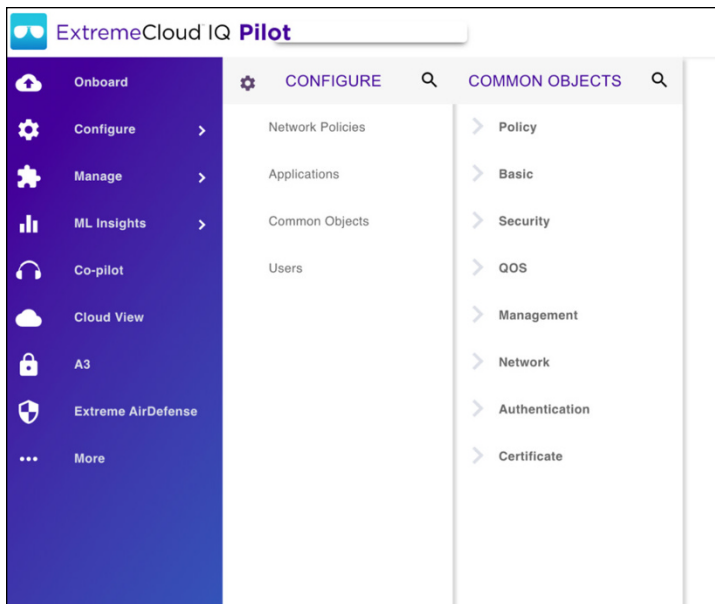 ExtremeCloud IQ Pilot
Onboard
Configure
Manage
ML Insights
Co-pilot
Cloud View
A3
Extreme AirDefense
More
CONFIGURE
Network Policies
Applications
Common Objects
Users
COMMON OBJECTS
Policy
Basic
Security
QOS
Management
Network
Authentication
Certificate